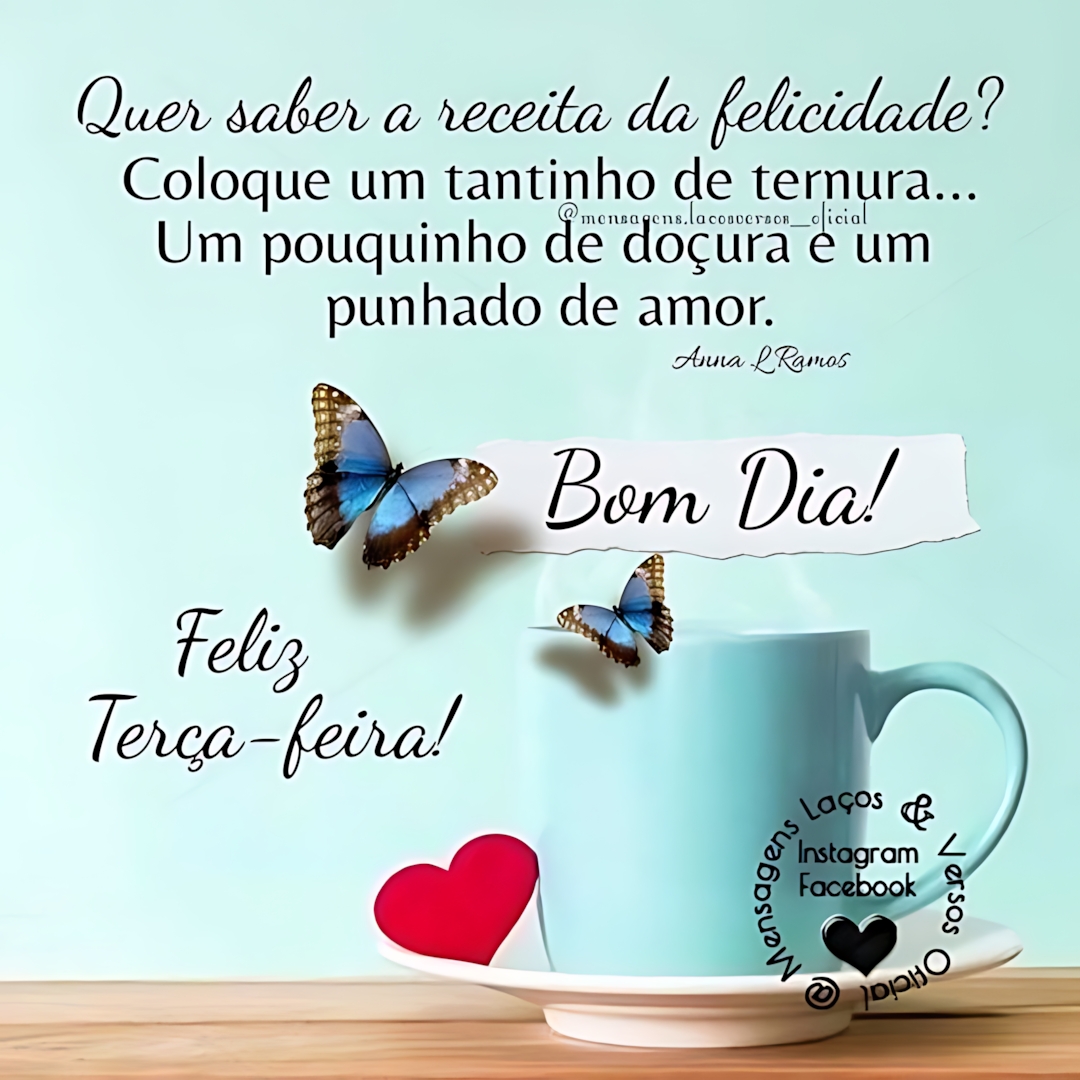 Quer saber a receita da felicidade?
Coloque um tantinho de ternura...
@mensagens.lacoseversos_oficial
Um pouquinho de doçura e um
punhado de amor.
Anna L Ramos
Bom Dia!
Feliz
Terça-feira!
@ Mensagens Laços & Versos Oficial
Instagram
Facebook